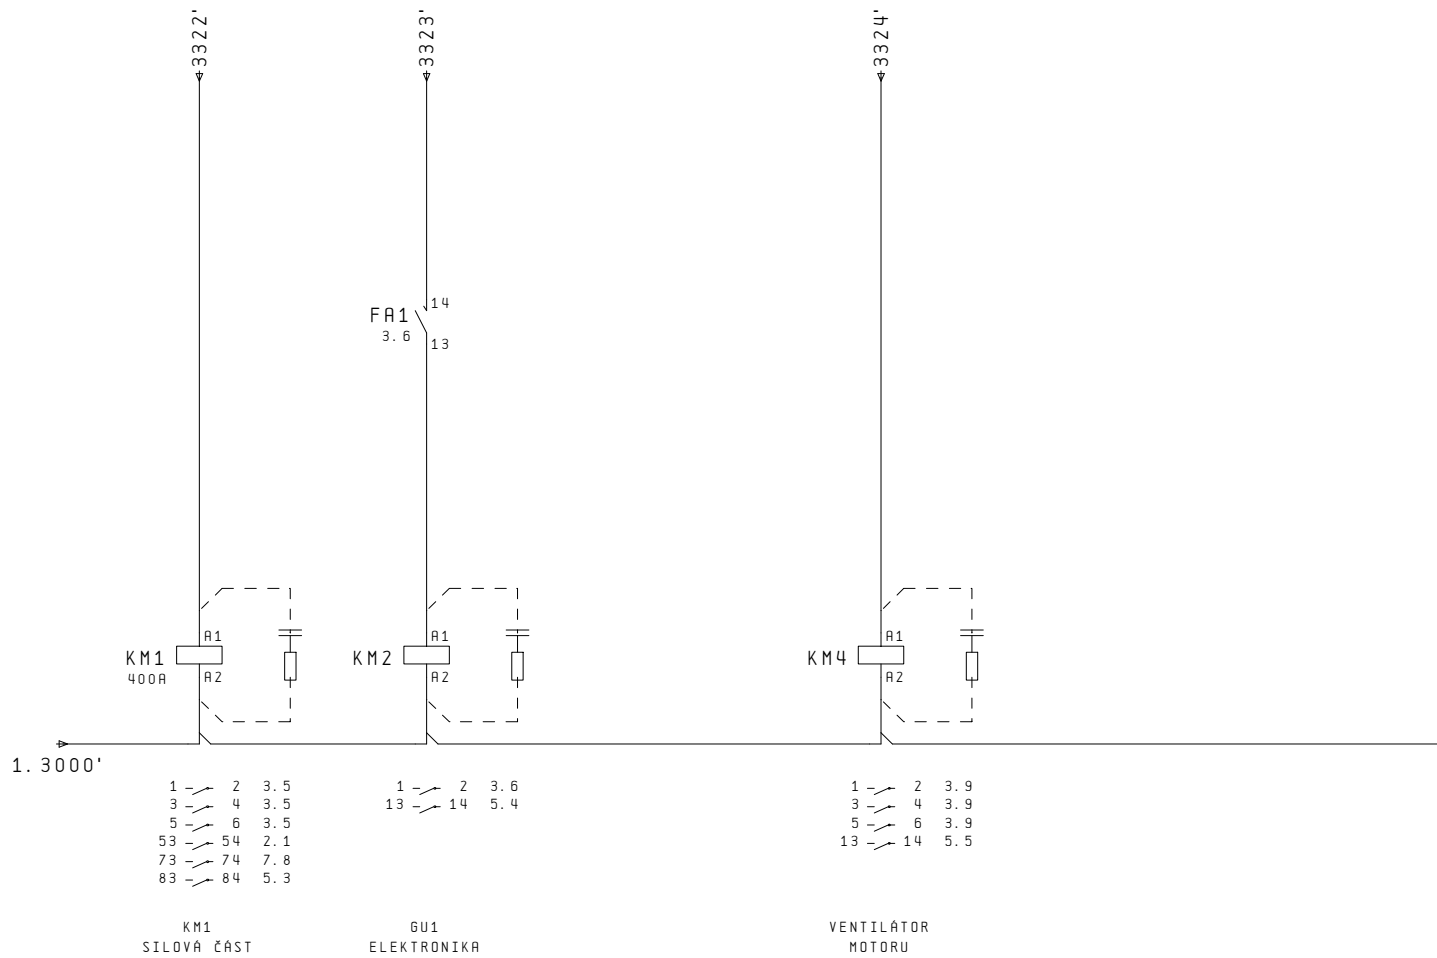 3322'
3323'
3324'
FA1
3.6
14
13
KM1
400A
A1
A2
KM2
A1
A2
KM4
A1
A2
1.3000'
1 2 3.5
3 4 3.5
5 6 3.5
53 54 2.1
73 74 7.8
83 84 5.3
1 2 3.6
13 14 5.4
1 2 3.9
3 4 3.9
5 6 3.9
13 14 5.5
KM1
SILOVÁ ČÁST
GU1
ELEKTRONIKA
VENTILÁTOR
MOTORU